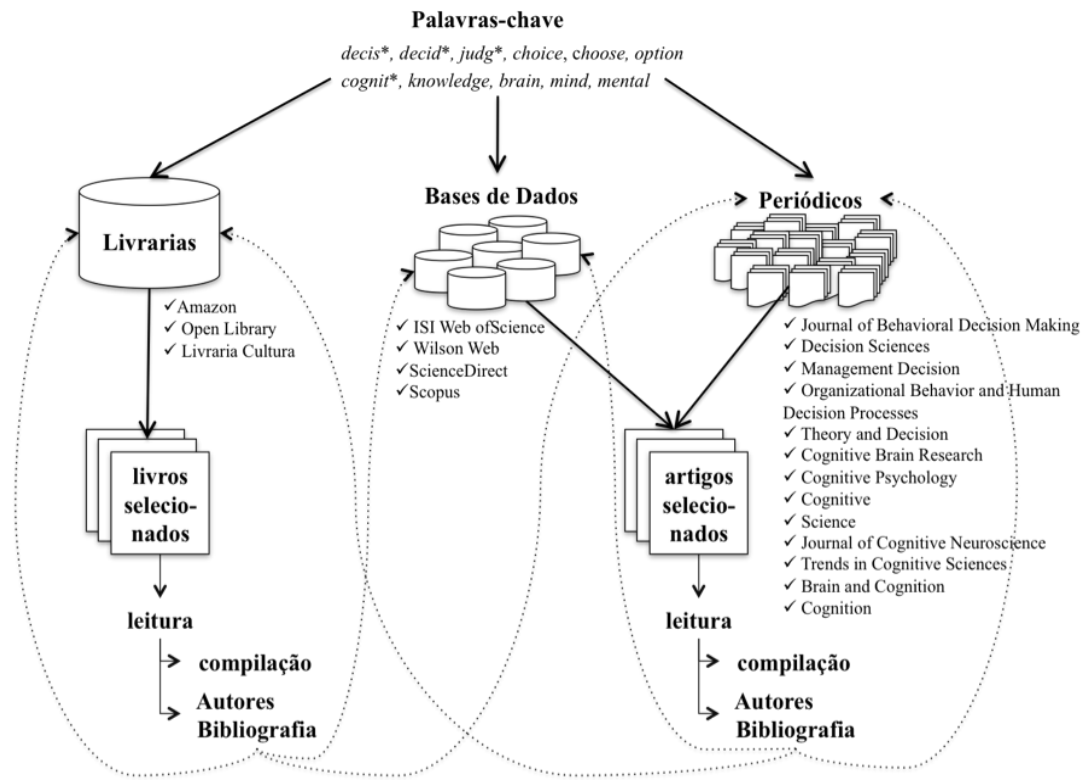 Palavras-chave
decis*, decid*, judg*, choice, choose, option
cognit*, knowledge, brain, mind, mental
Livrarias
✓Amazon
✓ Open Library
✓ Livraria Cultura
livros
selecio-
nados
leitura
compilação
Autores
Bibliografia
Bases de Dados
✓ ISI Web ofScience
✓ Wilson Web
✓ScienceDirect
✓Scopus
Periódicos
✓ Journal of Behavioral Decision Making
✓ Decision Sciences
✓ Management Decision
✓ Organizational Behavior and Human
Decision Processes
✓ Theory and Decision
✓ Cognitive Brain Research
✓ Cognitive Psychology
✓ Cognitive
✓ Science
✓ Journal of Cognitive Neuroscience
✓ Trends in Cognitive Sciences
✓ Brain and Cognition
✓ Cognition
artigos
selecio-
nados
leitura
compilação
Autores
Bibliografia